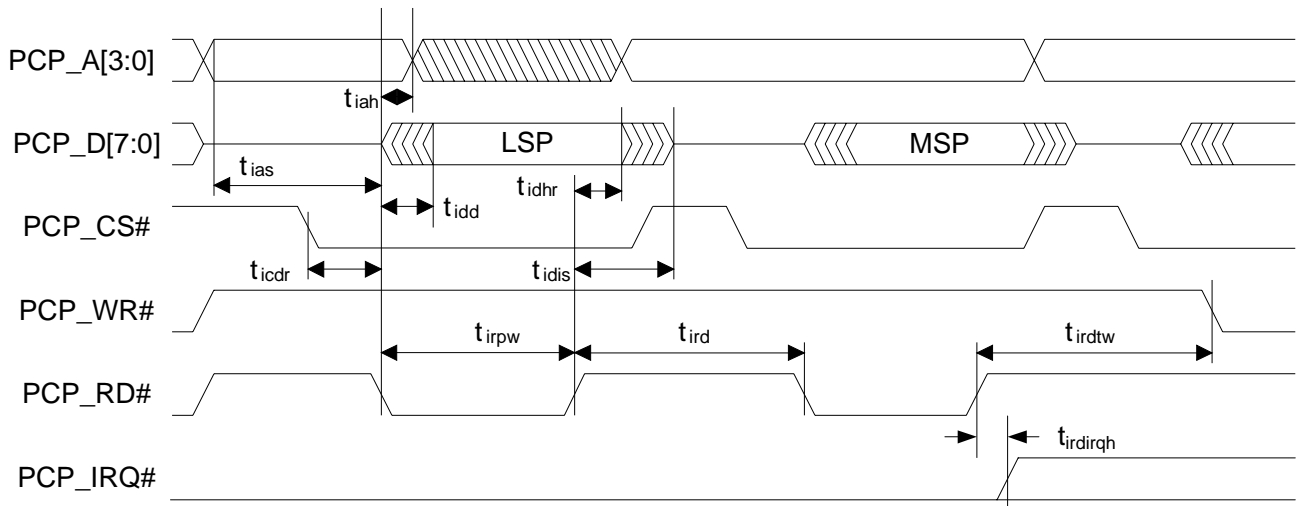 PCP_A[3:0]
t iah
PCP_D[7:0]
LSP
MSP
t ias
t idd
t idhr
PCP_CS#
t icdr
t idis
PCP_WR#
t irpw
t ird
t irdtw
PCP_RD#
t irdirqh
PCP_IRQ#